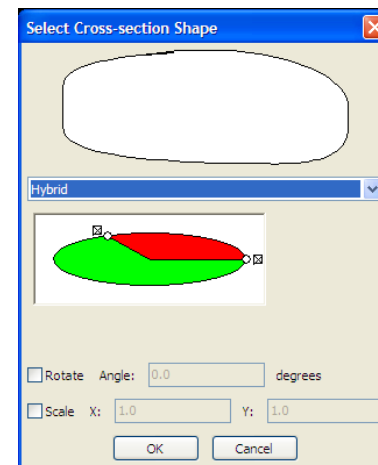 Select Cross-section Shape
Hybrid
Rotate Angle: 0.0 degrees
Scale X: 1.0 Y: 1.0
OK Cancel